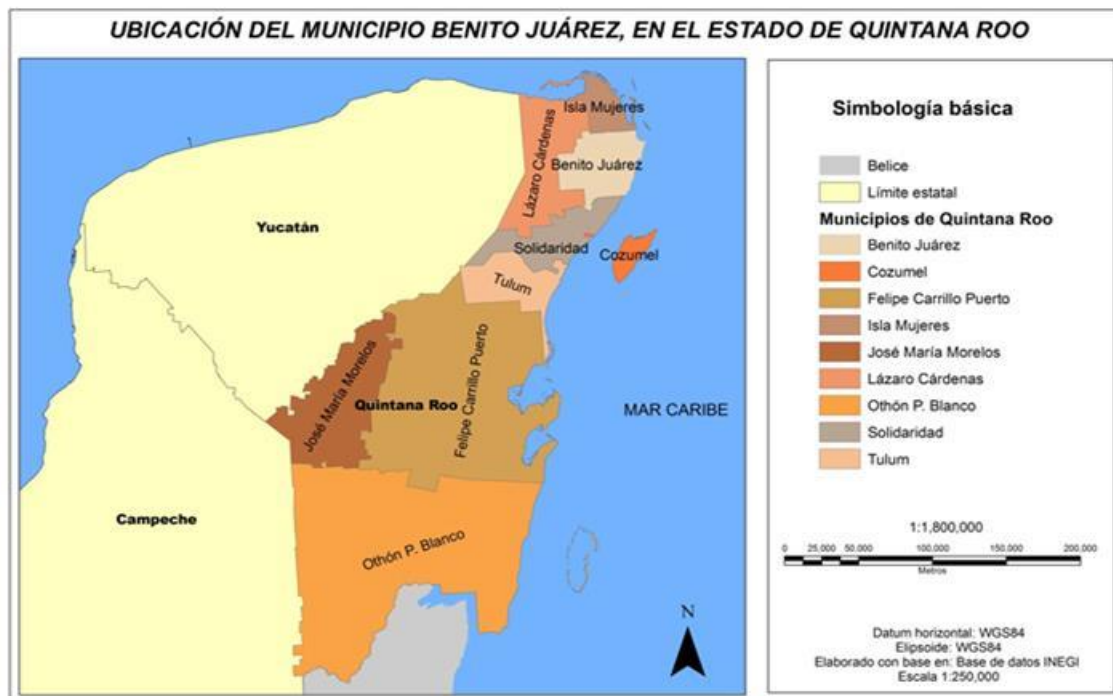 UBICACIÓN DEL MUNICIPIO BENITO JUÁREZ, EN EL ESTADO DE QUINTANA ROO
Isla Mujeres
Lázaro Cárdenas
Benito Juárez
Yucatán
Solidaridad
Cozumel
Tulum
José María Morelos
Quintana Roo
Felipe Carrillo Puerto
MAR CARIBE
Campeche
Othón P. Blanco
N
Simbología básica
Belice
Límite estatal
Municipios de Quintana Roo
Benito Juárez
Cozumel
Felipe Carrillo Puerto
Isla Mujeres
José María Morelos
Lázaro Cárdenas
Othón P. Blanco
Solidaridad
Tulum
1:1,800,000
0 25,000 50,000 100,000 150,000 200,000
Metros
Datum horizontal: WGS84
Elipsoide: WGS84
Elaborado con base en: Base de datos INEGI
Escala 1:250,000